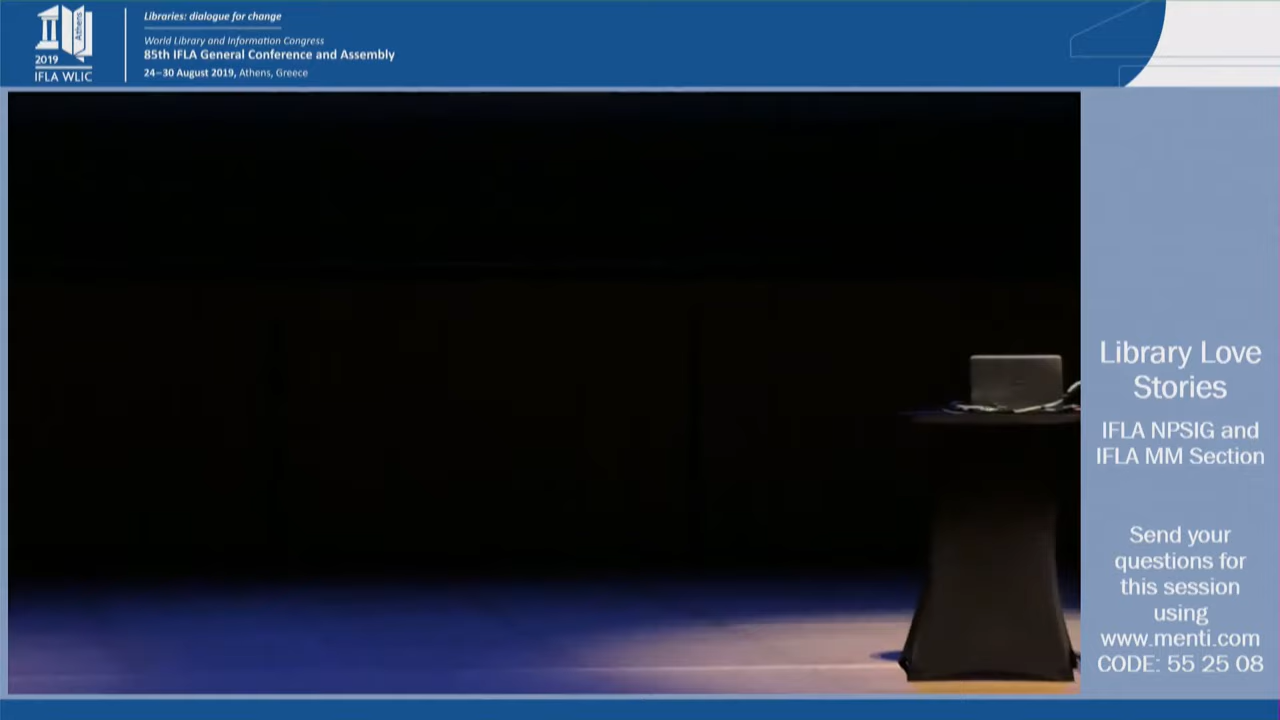 Athens
2019
IFLA WLIC
Libraries: dialogue for change
World Library and Information Congress
85th IFLA General Conference and Assembly
24–30 August 2019, Athens, Greece
Library Love
Stories
IFLA NPSIG and
IFLA MM Section
Send your
questions for
this session
using
www.menti.com
CODE: 55 25 08